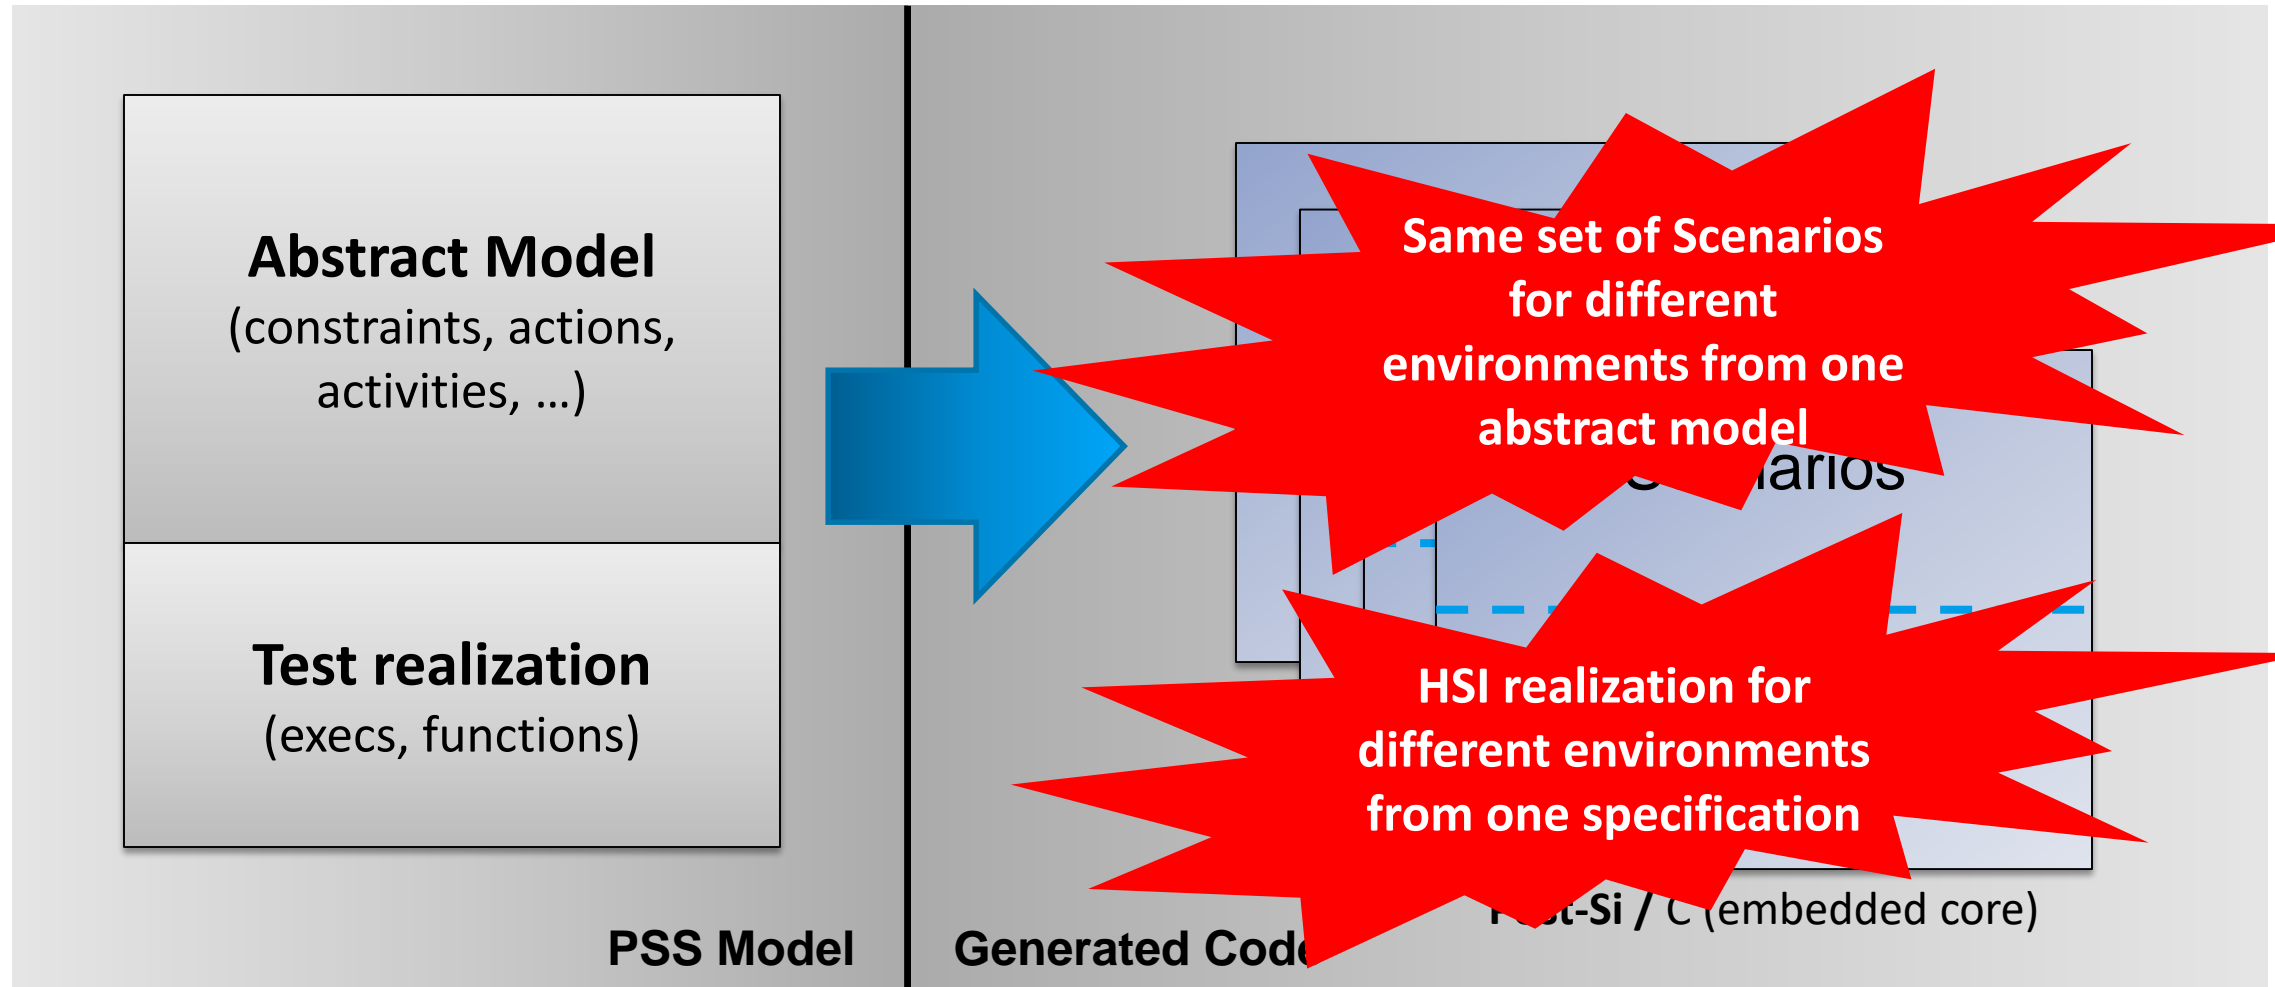 Abstract Model
(constraints, actions,
activities, ...)
Test realization
(execs, functions)
PSS Model
Same set of Scenarios
for different
environments from one
abstract model
HSI realization for
different environments
from one specification
/ C (embedded core)
Generated Code